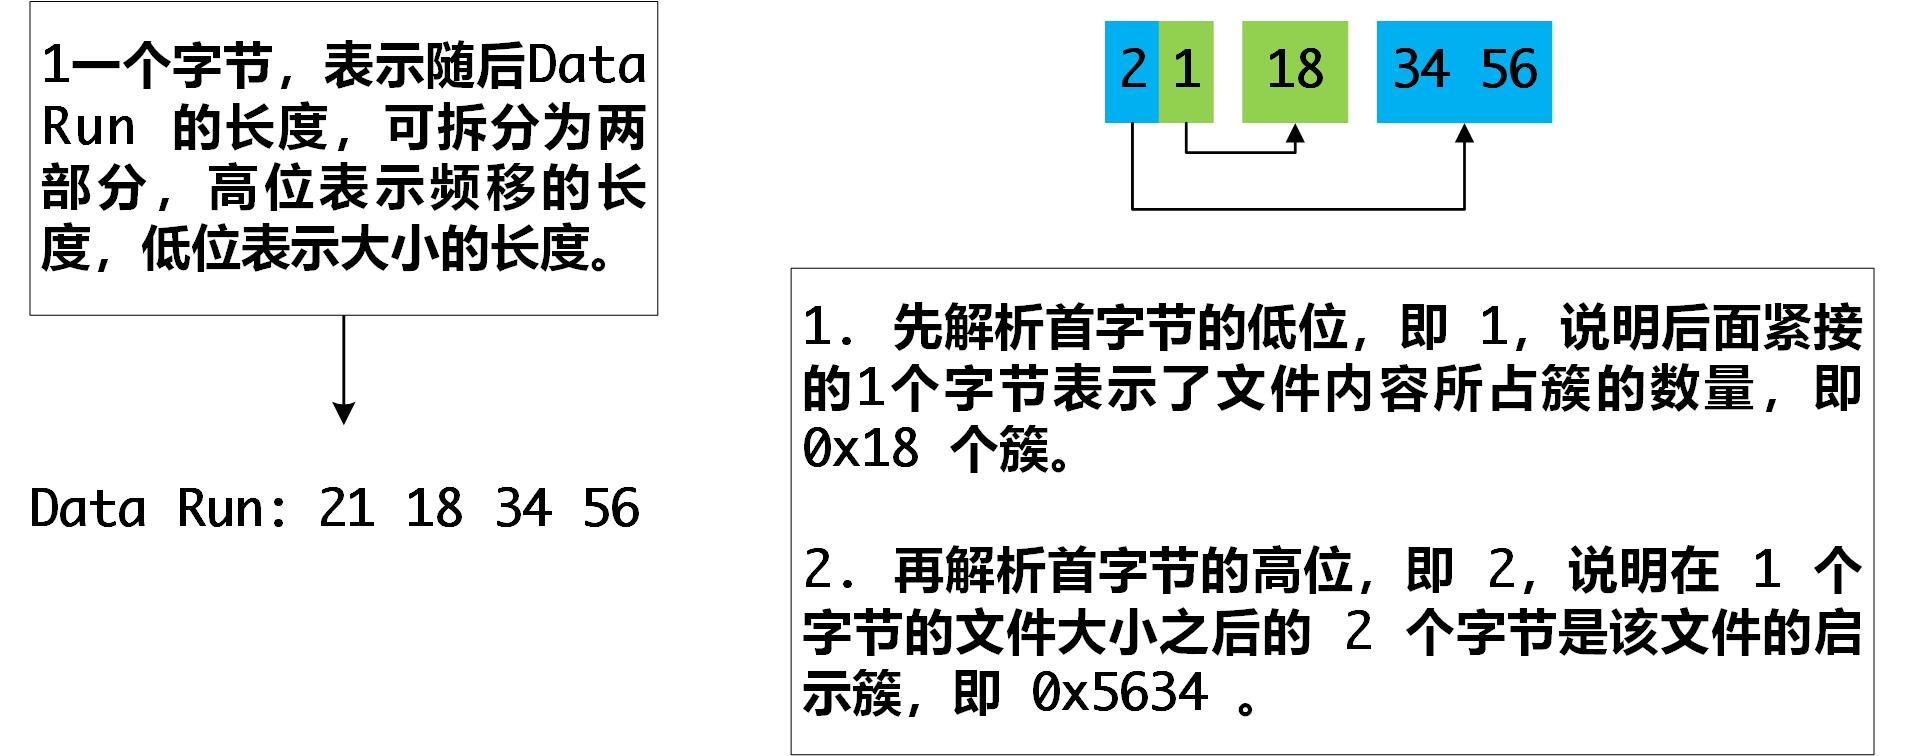 1一个字节，表示随后Data
Run 的长度，可拆分为两
部分，高位表示频移的长
度，低位表示大小的长度。
Data Run: 21 18 34 56
2 1 18 34 56
1. 先解析首字节的低位，即 1，说明后面紧接
的1个字节表示了文件内容所占簇的数量，即
0x18 个簇。
2. 再解析首字节的高位，即 2，说明在 1 个
字节的文件大小之后的 2 个字节是该文件的启
示簇，即 0x5634 。